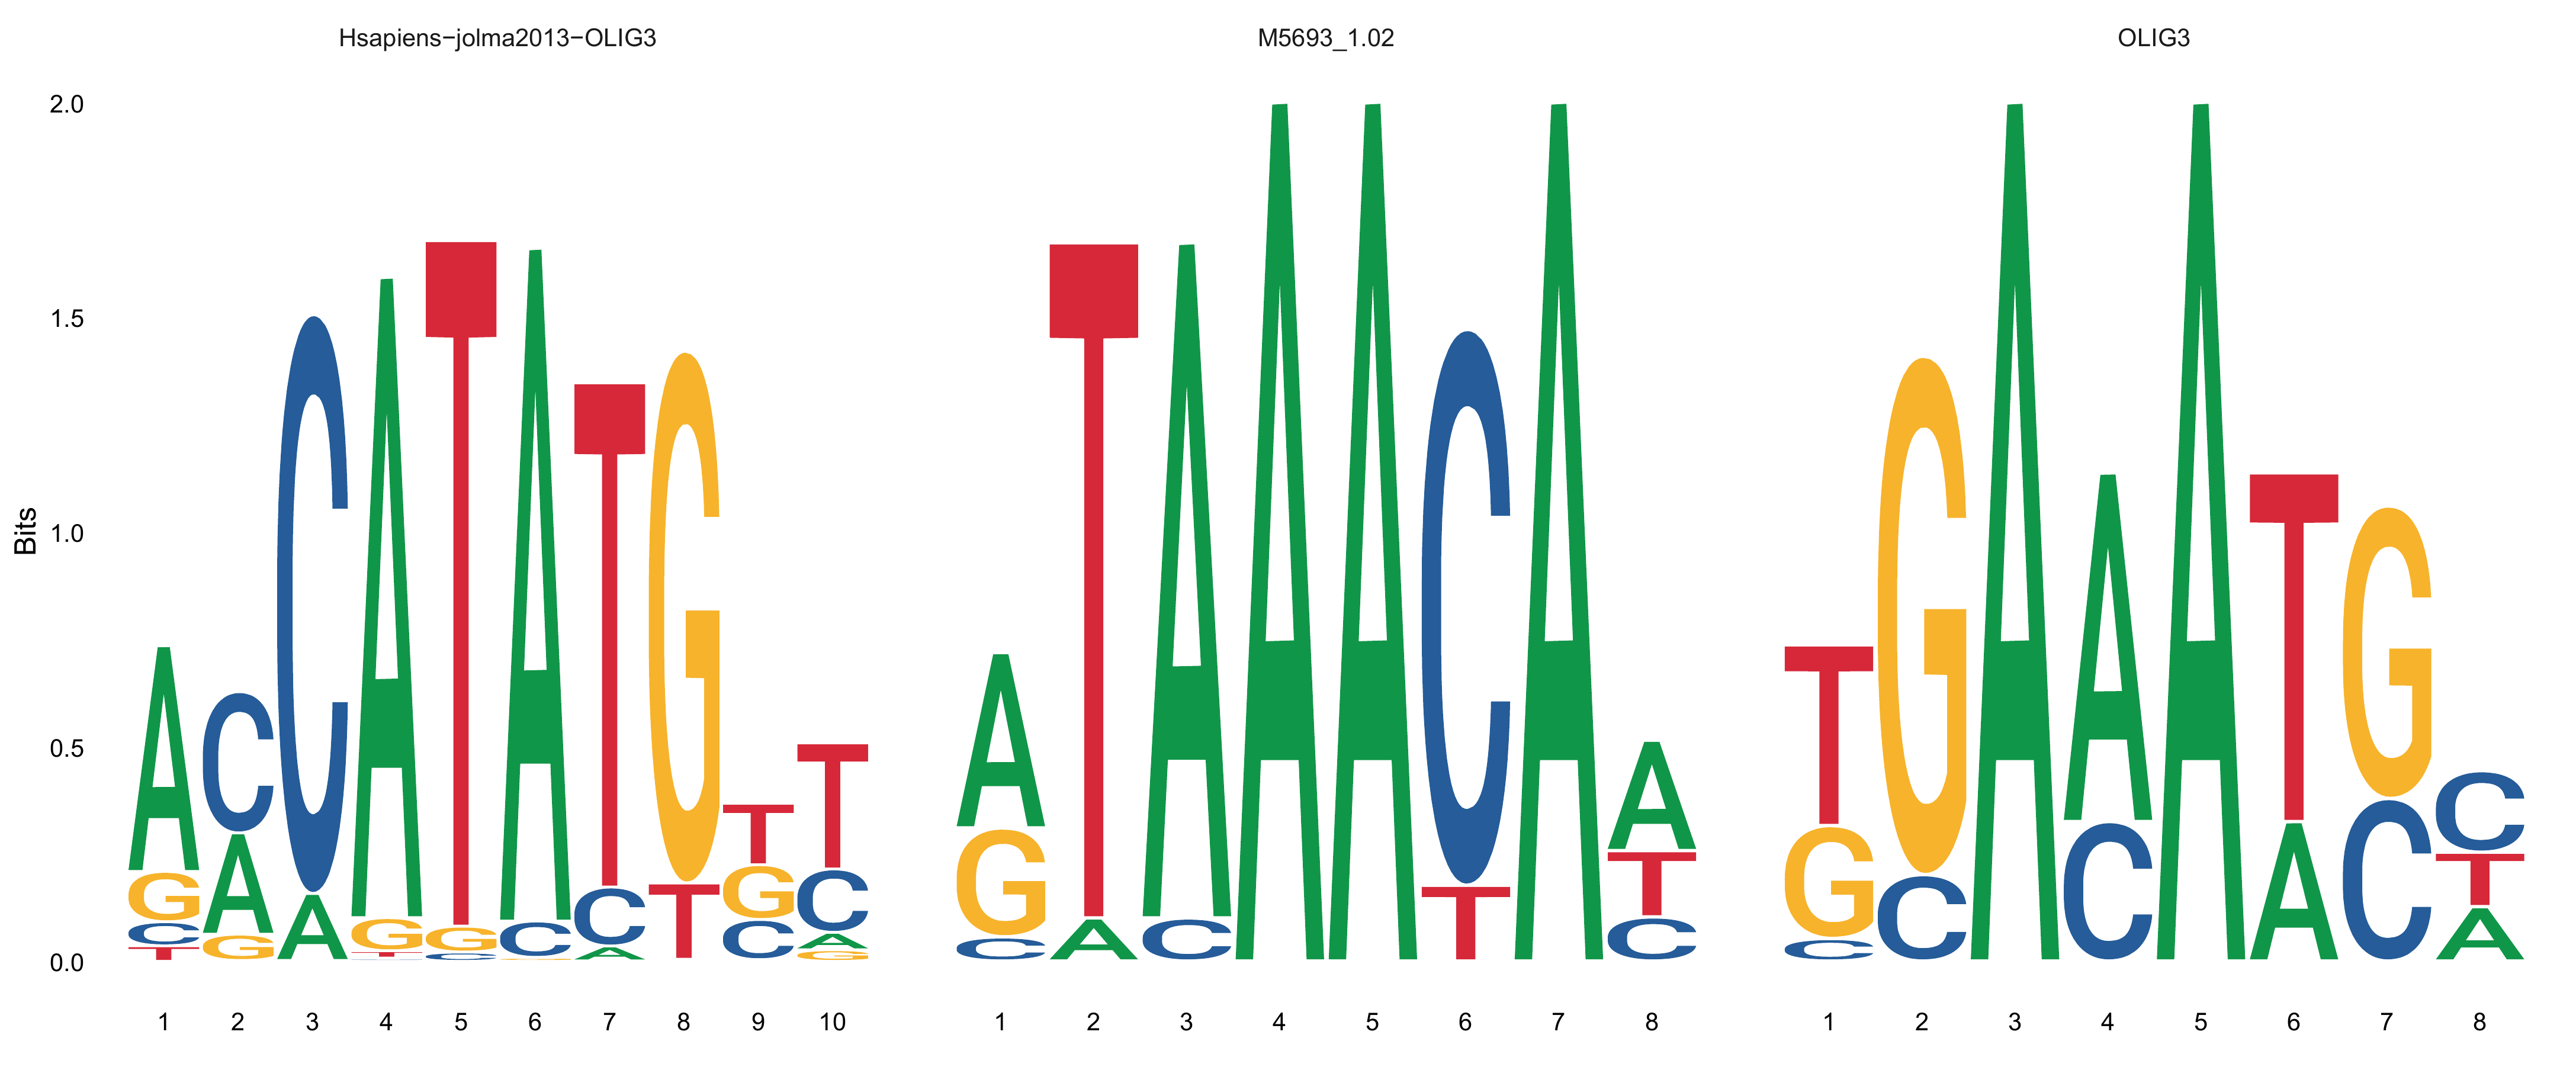 Hsapiens−jolma2013−OLIG3 M5693_1.02 OLIG3
2.0
1.5
1.0
0.5
0.0
Bits
A C C A T A T G T T
G A A G G C C T G C
C G T C A C A
T G
A T A A A C A A
G A C T T
C C
T G A A A T G C
G C C A C T
C A
1 2 3 4 5 6 7 8 9 10 1 2 3 4 5 6 7 8 1 2 3 4 5 6 7 8